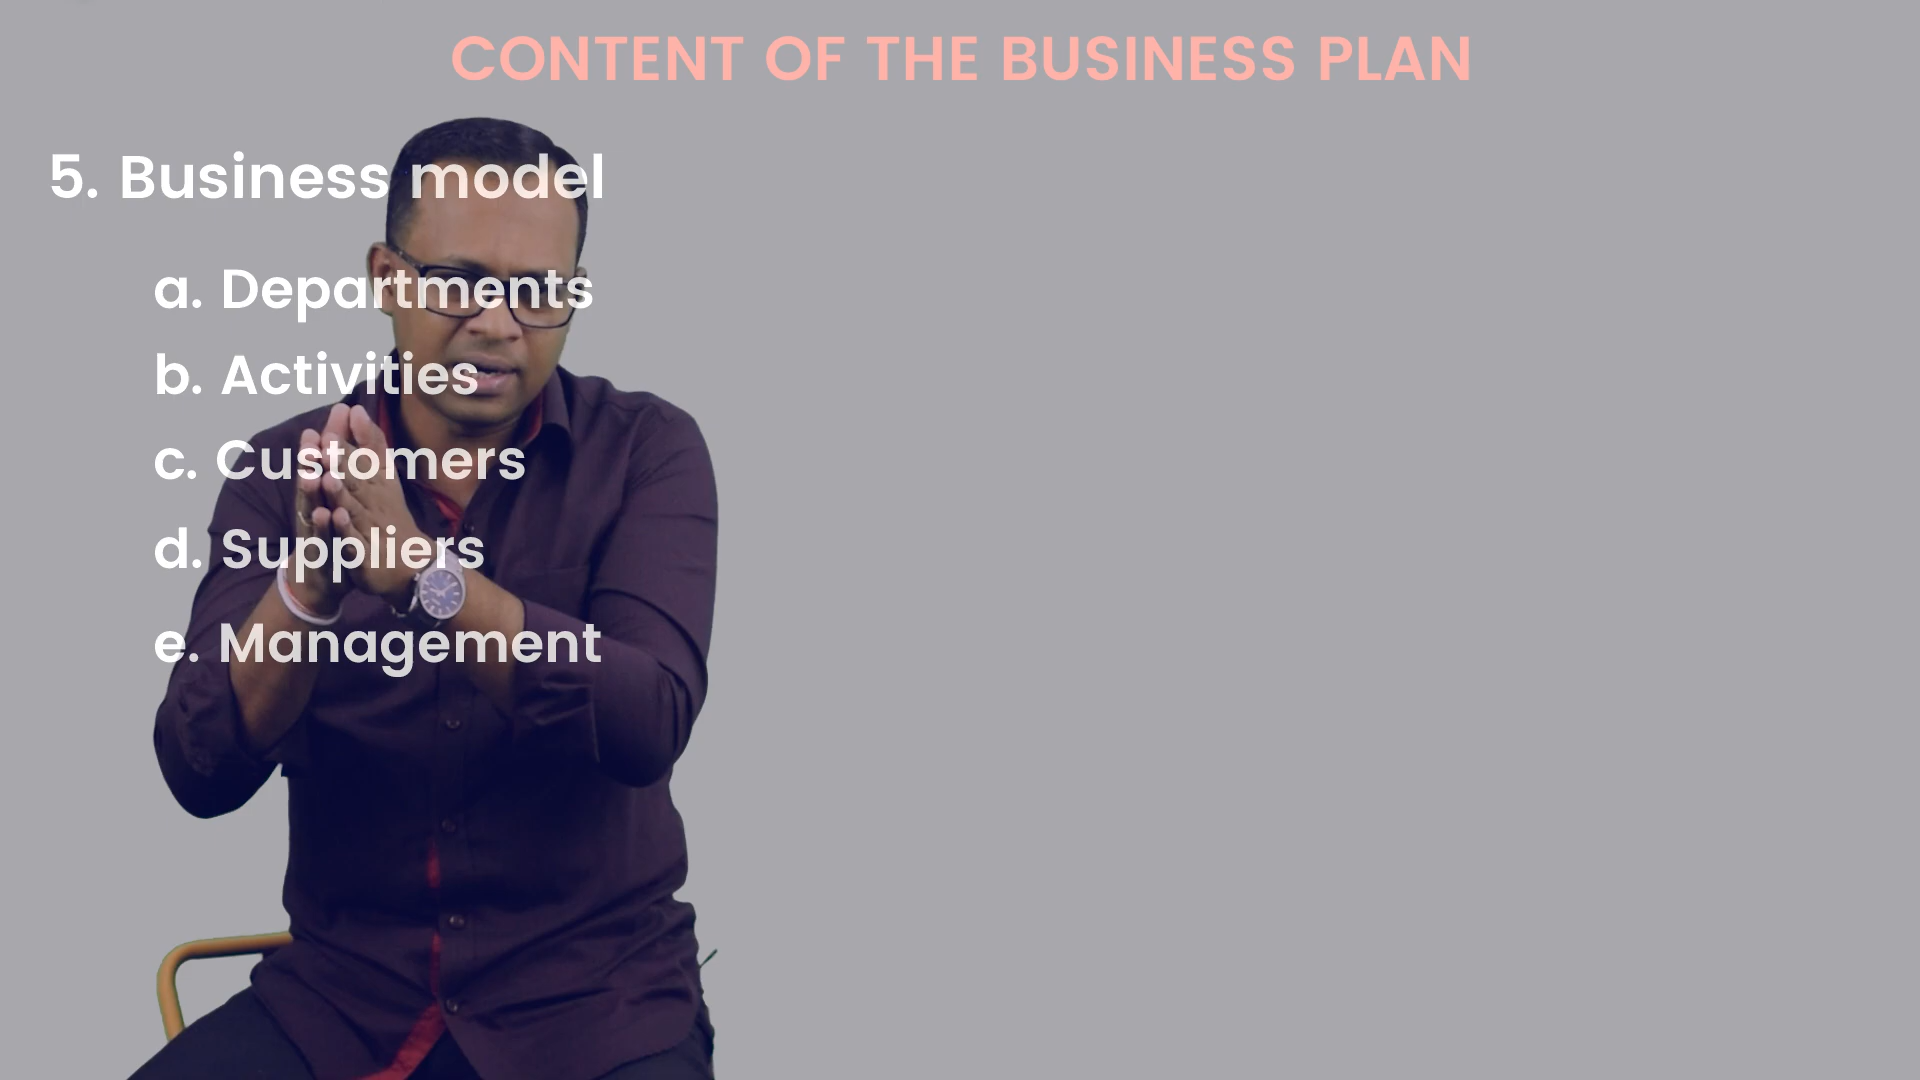 CONTENT OF THE BUSINESS PLAN
5. Business model
a. Departments
b. Activities
c. Customers
d. Suppliers
e. Management